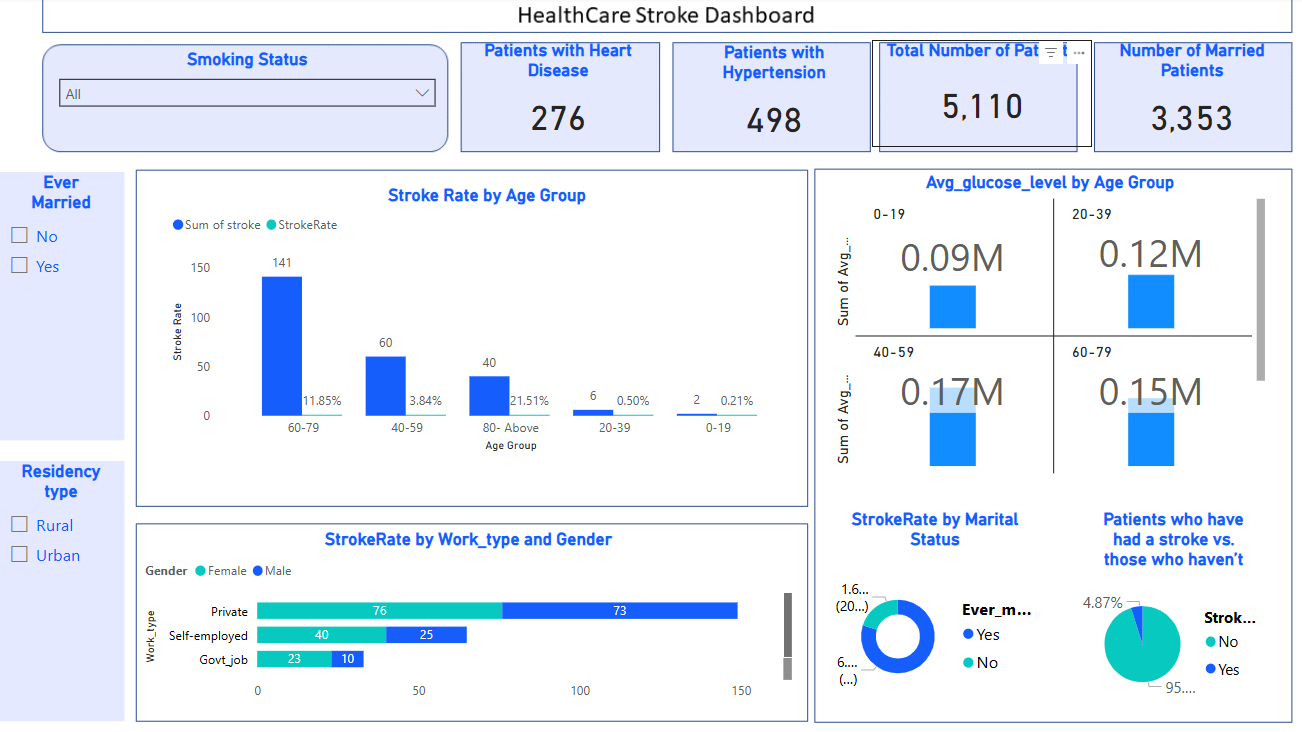 HealthCare Stroke Dashboard
Smoking Status
All
Patients with Heart
Disease
276
Patients with
Hypertension
498
Total Number of Pat
5,110
Number of Married
Patients
3,353
Ever
Married
No
Yes
Residency
type
Rural
Urban
Stroke Rate by Age Group
Sum of stroke StrokeRate
Stroke Rate
150
100
50
0
141
60
40
6
2
11.85%
3.84%
21.51%
0.50%
0.21%
60-79
40-59
80- Above
20-39
0-19
Age Group
StrokeRate by Work_type and Gender
Gender Female Male
Work_type
Private 76 73
Self-employed 40 25
Govt_job 23 10
0 50 100 150
Avg_glucose_level by Age Group
Sum of Avg_...
0-19
0.09M
20-39
0.12M
Sum of Avg_...
40-59
0.17M
60-79
0.15M
StrokeRate by Marital
Status
1.6...
(20...)
6....
(...)
Ever_m...
Yes
No
Patients who have
had a stroke vs.
those who haven't
4.87%
95....
Strok...
No
Yes